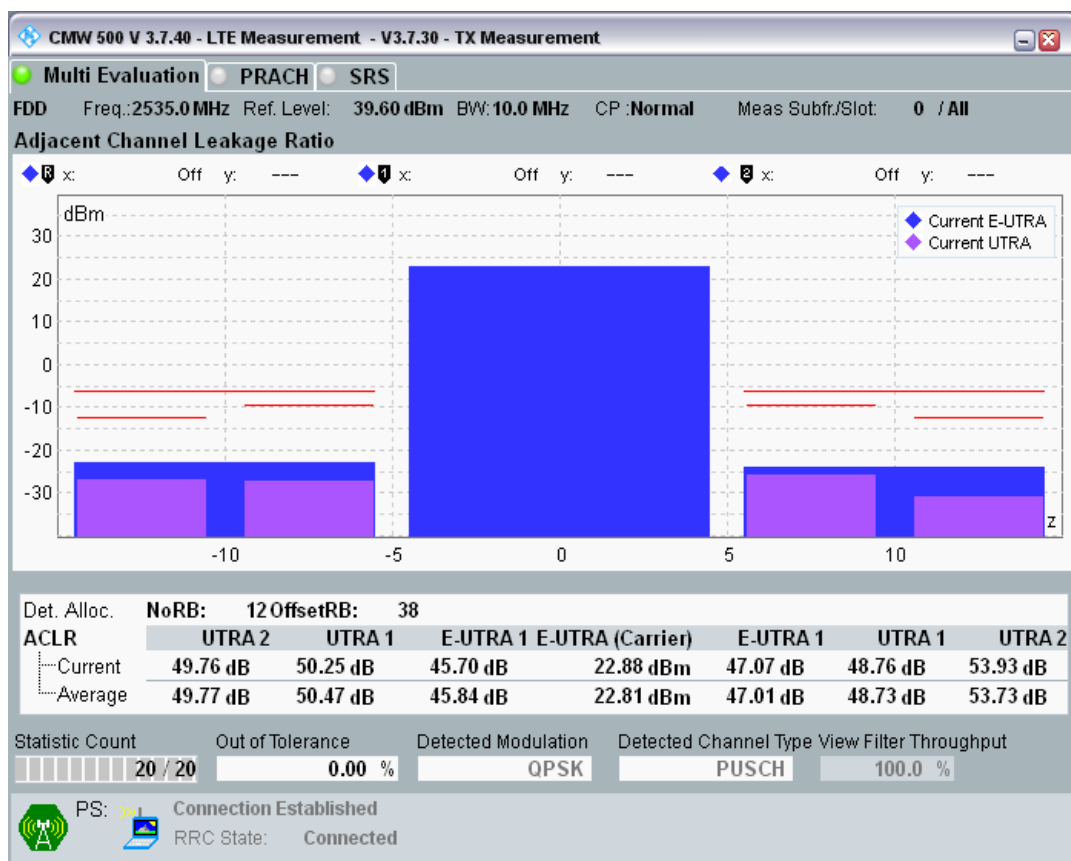 CMW 500 V 3.7.40 - LTE Measurement - V3.7.30 - TX Measurement
Multi Evaluation PRACH SRS
FDD Freq.:2535.0 MHz Ref. Level: 39.60 dBm BW:10.0 MHz CP :Normal Meas Subfr./Slot: 0 / All
Adjacent Channel Leakage Ratio
R x: Off y: --- 1 x: Off y: --- 2 x: Off y: ---
dBm
Current E-UTRA
Current UTRA
30
20
10
0
-10
-20
-30
z
-10 -5 0 5 10
Det. Alloc. NoRB: 12 OffsetRB: 38
ACLR UTRA 2 UTRA 1 E-UTRA 1 E-UTRA (Carrier) E-UTRA 1 UTRA 1 UTRA 2
Current 49.76 dB 50.25 dB 45.70 dB 22.88 dBm 47.07 dB 48.76 dB 53.93 dB
Average 49.77 dB 50.47 dB 45.84 dB 22.81 dBm 47.01 dB 48.73 dB 53.73 dB
Statistic Count Out of Tolerance Detected Modulation Detected Channel Type View Filter Throughput
20 / 20 0.00 % QPSK PUSCH 100.0 %
PS: Connection Established
RRC State: Connected